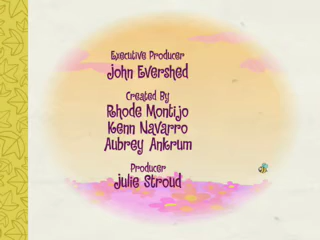 Executive Producer
John Evershed
Created By
Rhode Montijo
Kenn Navarro
Aubrey Ankrum
Producer
Julie Stroud